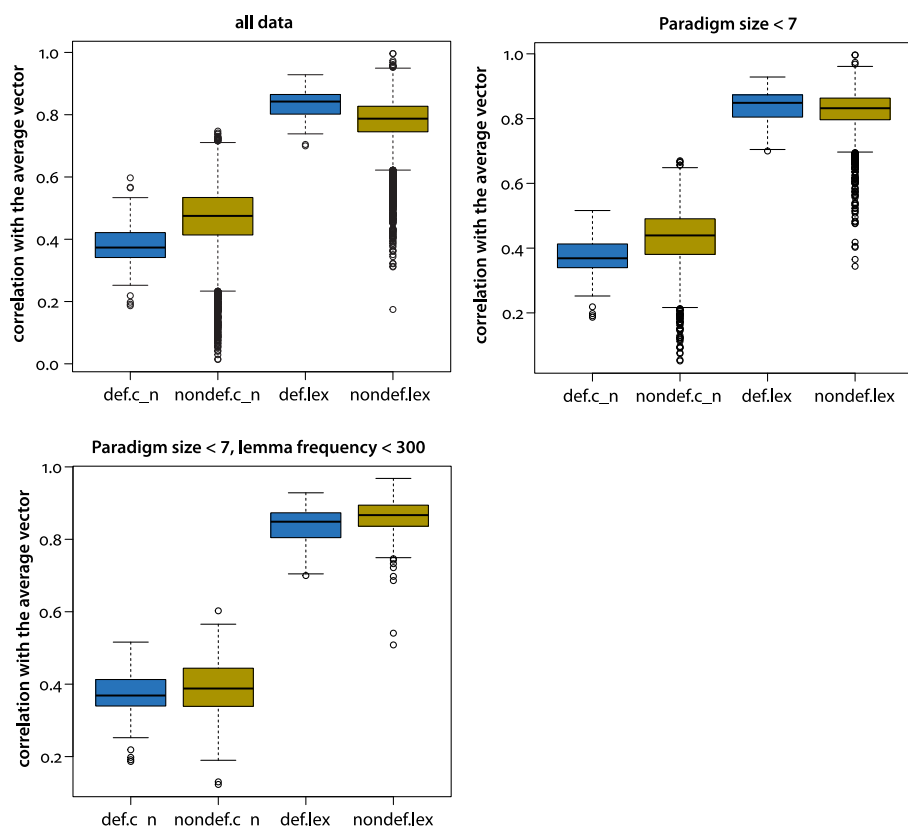 all data
correlation with the average vector
1.0
0.8
0.6
0.4
0.2
0.0
def.c_n nondef.c_n def.lex nondef.lex
Paradigm size < 7
correlation with the average vector
1.0
0.8
0.6
0.4
0.2
def.c_n nondef.c_n def.lex nondef.lex
Paradigm size < 7, lemma frequency < 300
correlation with the average vector
1.0
0.8
0.6
0.4
0.2
def.c n nondef.c n def.lex nondef.lex